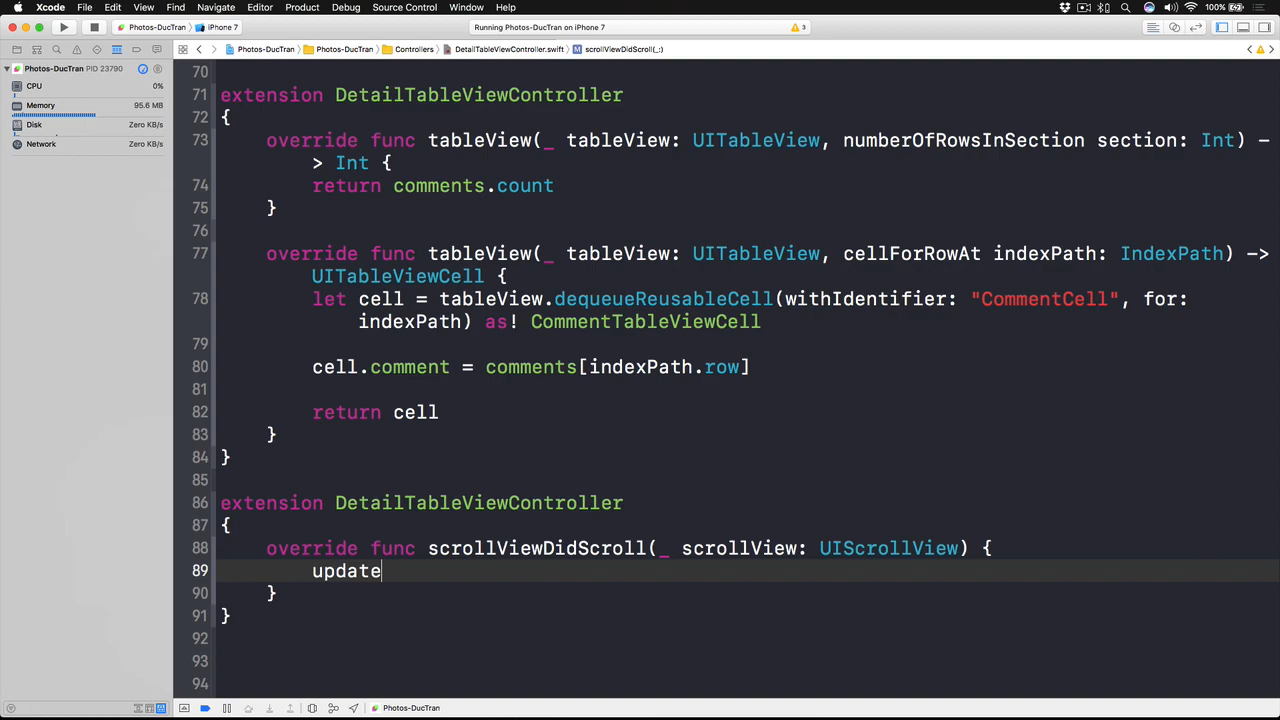 Xcode File Edit View Find Navigate Editor Product Debug Source Control Window Help 100%
Photos-DucTran iPhone 7 Running Photos-DucTran on iPhone 7 3
Photos-DucTran Photos-DucTran Controllers DetailTableViewController.swift M scrollViewDidScroll(_:)
Photos-DucTran PID 23790
CPU 0%
Memory 95.6 MB
Disk Zero KB/s
Network Zero KB/s
70
71 extension DetailTableViewController
72 {
73 override func tableView(_ tableView: UITableView, numberOfRowsInSection section: Int) -
> Int {
74 return comments.count
75 }
76
77 override func tableView(_ tableView: UITableView, cellForRowAt indexPath: IndexPath) ->
UITableViewCell {
78 let cell = tableView.dequeueReusableCell(withIdentifier: "CommentCell", for:
indexPath) as! CommentTableViewCell
79
80 cell.comment = comments[indexPath.row]
81
82 return cell
83 }
84 }
85
86 extension DetailTableViewController
87 {
88 override func scrollViewDidScroll(_ scrollView: UIScrollView) {
89 update
90 }
91 }
92
93
94
Photos-DucTran